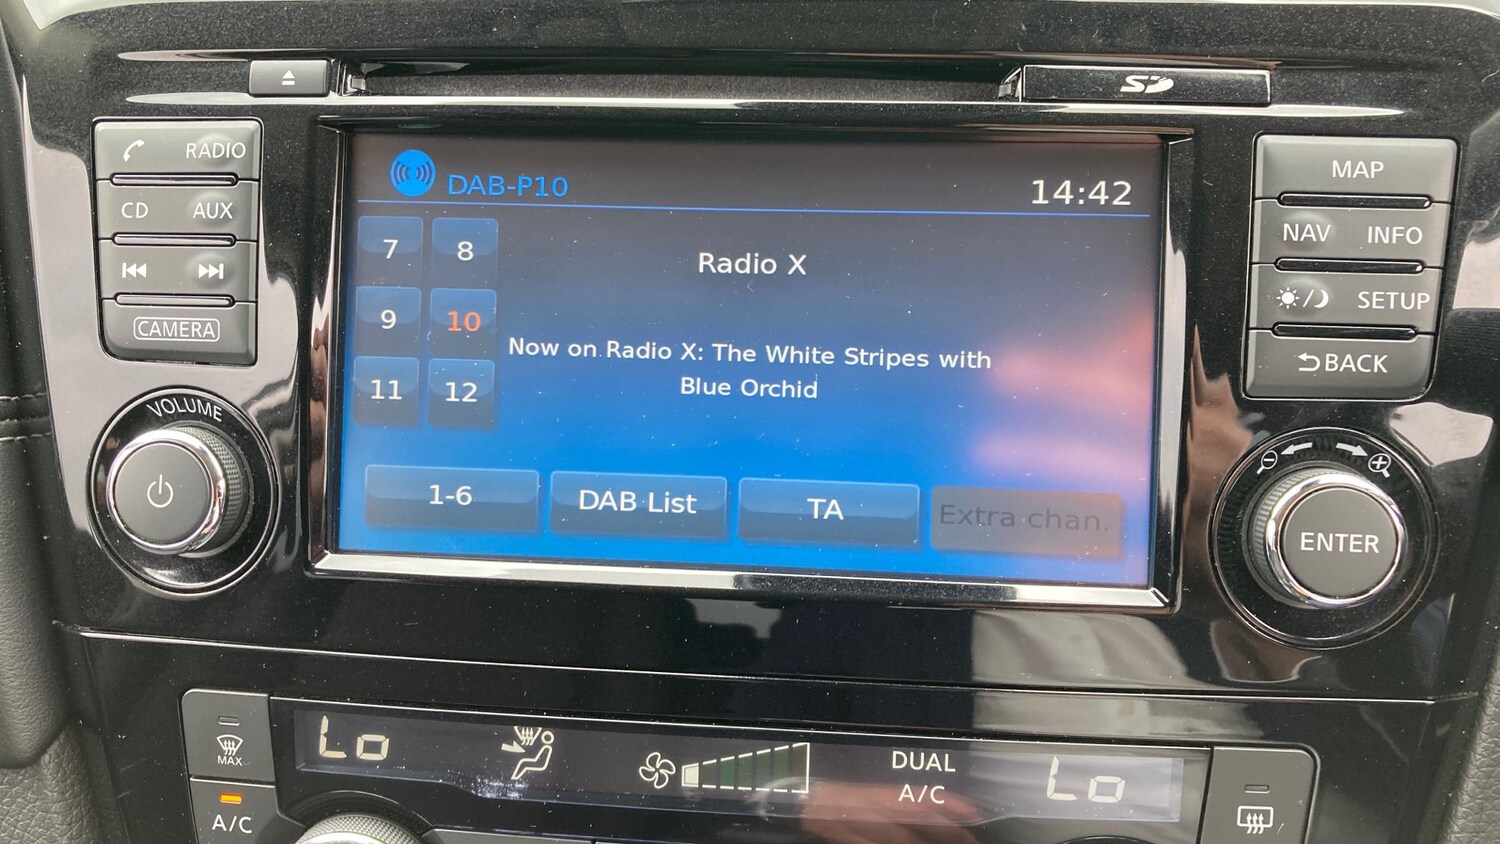 SD
RADIO
CD AUX
CAMERA
VOLUME
DAB-P10
14:42
7 8
9 10
11 12
Radio X
Now on Radio X: The White Stripes with
Blue Orchid
1-6
DAB List
TA
Extra chan.
MAP
NAV INFO
SETUP
BACK
ENTER
MAX
A/C
Lo
DUAL
A/C
Lo